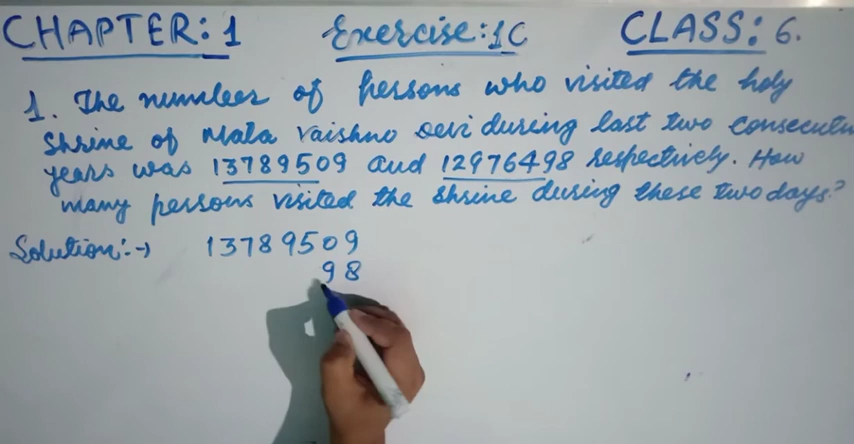 CHAPTER: 1 Exercise: 1C CLASS: 6.
1. The number of persons who visited the holy
Shrine of Mata Vaishno Devi during last two consecutiv
years was 13789509 and 12976498 respectively. How
many persons visited the shrine during these two days?
Solution:→ 13789509
98